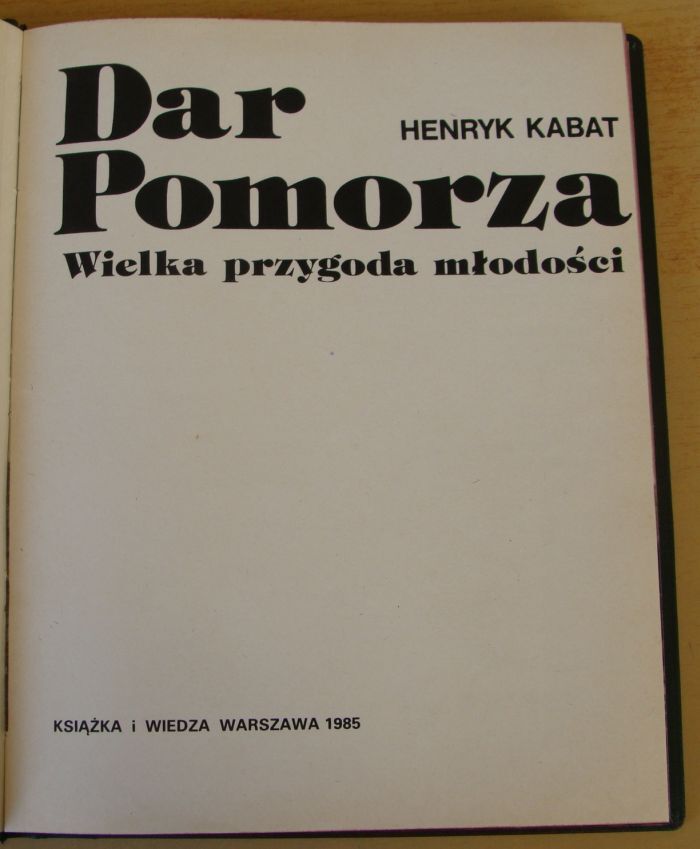 Dar
HENRYK KABAT
Pomorza
Wielka przygoda młodości
KSIĄŻKA i WIEDZA WARSZAWA 1985